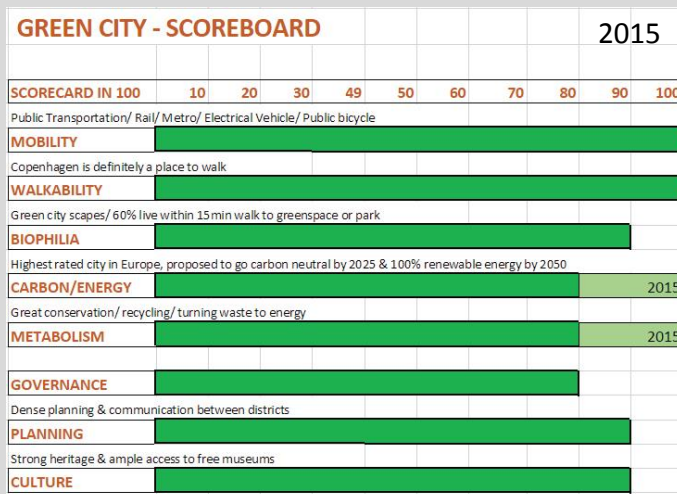 GREEN CITY - SCOREBOARD 2015
SCORECARD IN 100 10 20 30 49 50 60 70 80 90 100
Public Transportation/ Rail/ Metro/ Electrical Vehicle/ Public bicycle
MOBILITY
Copenhagen is definitely a place to walk
WALKABILITY
Green city scapes/ 60% live within 15min walk to greenspace or park
BIOPHILIA
Highest rated city in Europe, proposed to go carbon neutral by 2025 & 100% renewable energy by 2050
CARBON/ENERGY 2015
Great conservation/ recycling/ turning waste to energy
METABOLISM 2015
GOVERNANCE
Dense planning & communication between districts
PLANNING
Strong heritage & ample access to free museums
CULTURE